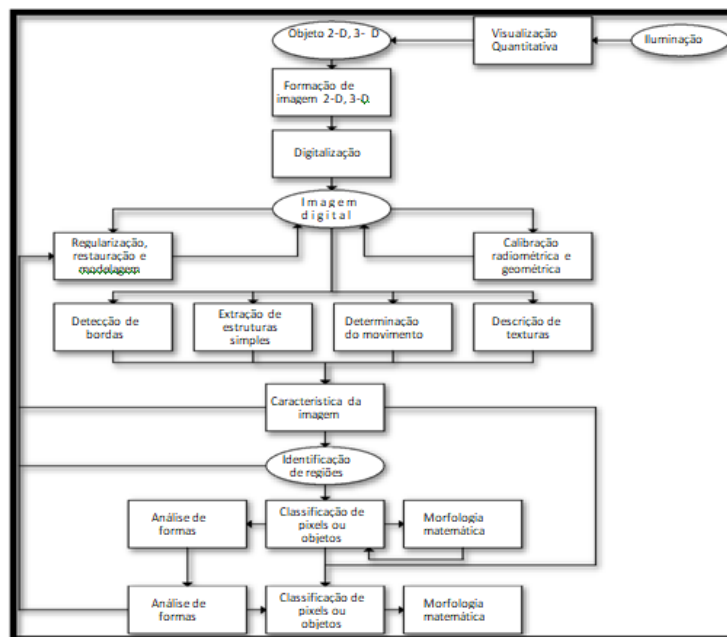 Objeto 2-D, 3- D
Visualização
Quantitativa
Iluminação
Formação de
imagem 2-D, 3-D
Digitalização
Imagem
digital
Regularização,
restauração e
modelagem
Calibração
radiométrica e
geométrica
Detecção de
bordas
Extração de
estruturas
simples
Determinação
do movimento
Descrição de
texturas
Característica da
imagem
Identificação
de regiões
Análise de
formas
Classificação de
pixels ou
objetos
Morfologia
matemática
Análise de
formas
Classificação de
pixels ou
objetos
Morfologia
matemática